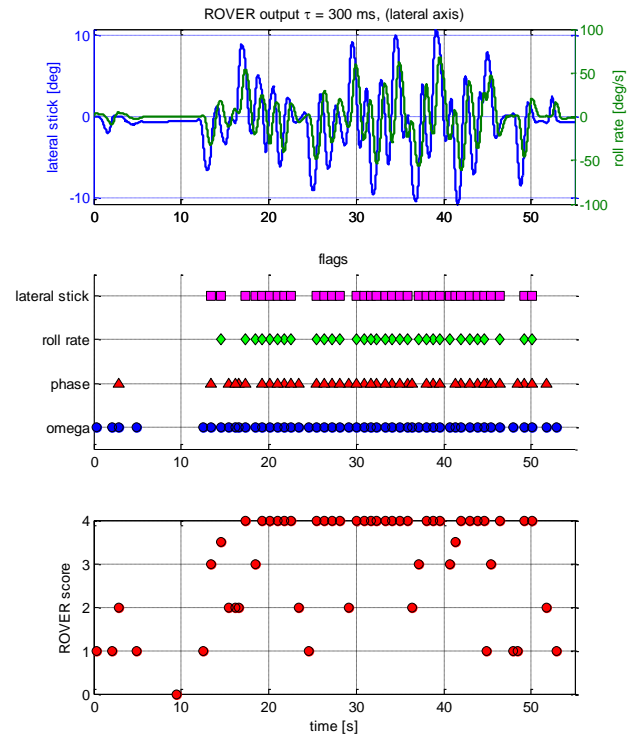 ROVER output τ = 300 ms, (lateral axis)
10 100
lateral stick [deg] roll rate [deg/s]
50
0 0
-50
-10
-100
0 10 20 30 40 50
flags
lateral stick
roll rate
phase
omega
0 10 20 30 40 50
4
3
2
ROVER score
1
0
0 10 20 30 40 50
time [s]